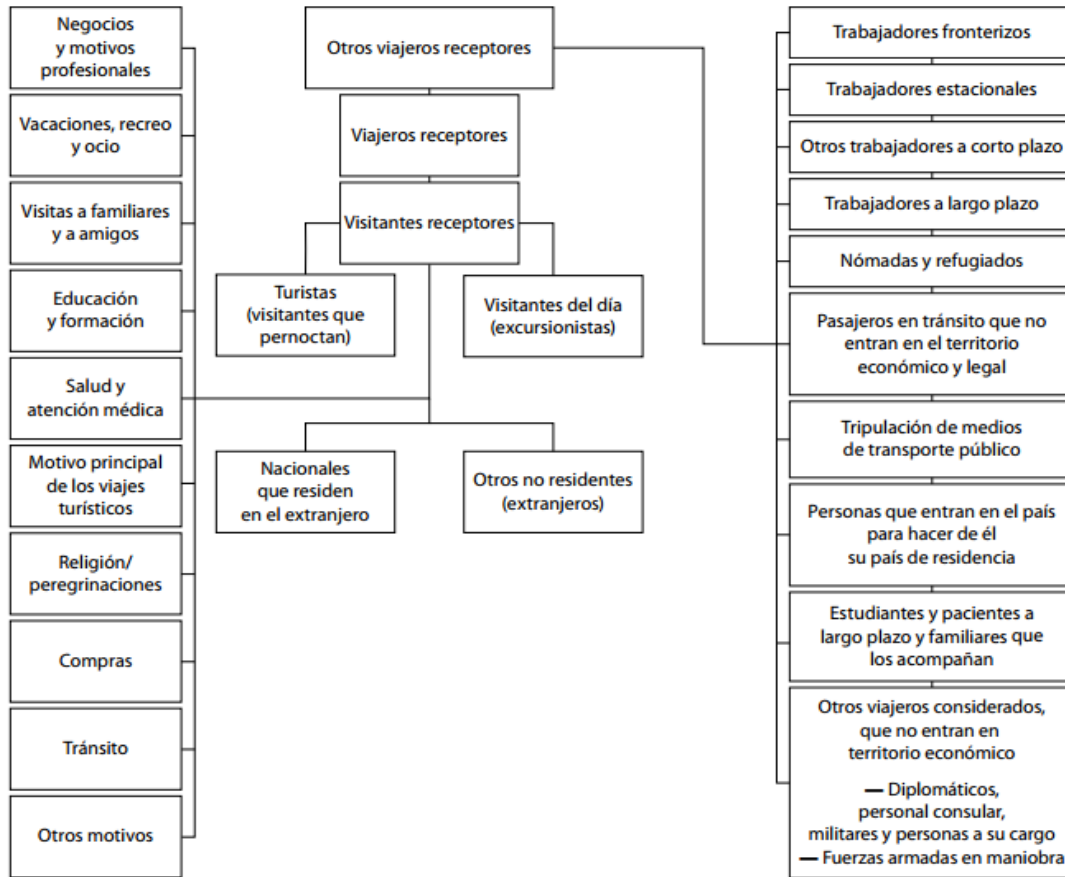 Negocios
y motivos
profesionales
Vacaciones, recreo
y ocio
Visitas a familiares
y a amigos
Educación
y formación
Salud y
atención médica
Motivo principal
de los viajes
turísticos
Religión/
peregrinaciones
Compras
Tránsito
Otros motivos
Otros viajeros receptores
Viajeros receptores
Visitantes receptores
Turistas
(visitantes que
pernoctan)
Visitantes del día
(excursionistas)
Nacionales
que residen
en el extranjero
Otros no residentes
(extranjeros)
Trabajadores fronterizos
Trabajadores estacionales
Otros trabajadores a corto plazo
Trabajadores a largo plazo
Nómadas y refugiados
Pasajeros en tránsito que no
entran en el territorio
económico y legal
Tripulación de medios
de transporte público
Personas que entran en el país
para hacer de él
su país de residencia
Estudiantes y pacientes a
largo plazo y familiares que
los acompañan
Otros viajeros considerados,
que no entran en
territorio económico
— Diplomáticos,
personal consular,
militares y personas a su cargo
— Fuerzas armadas en maniobra